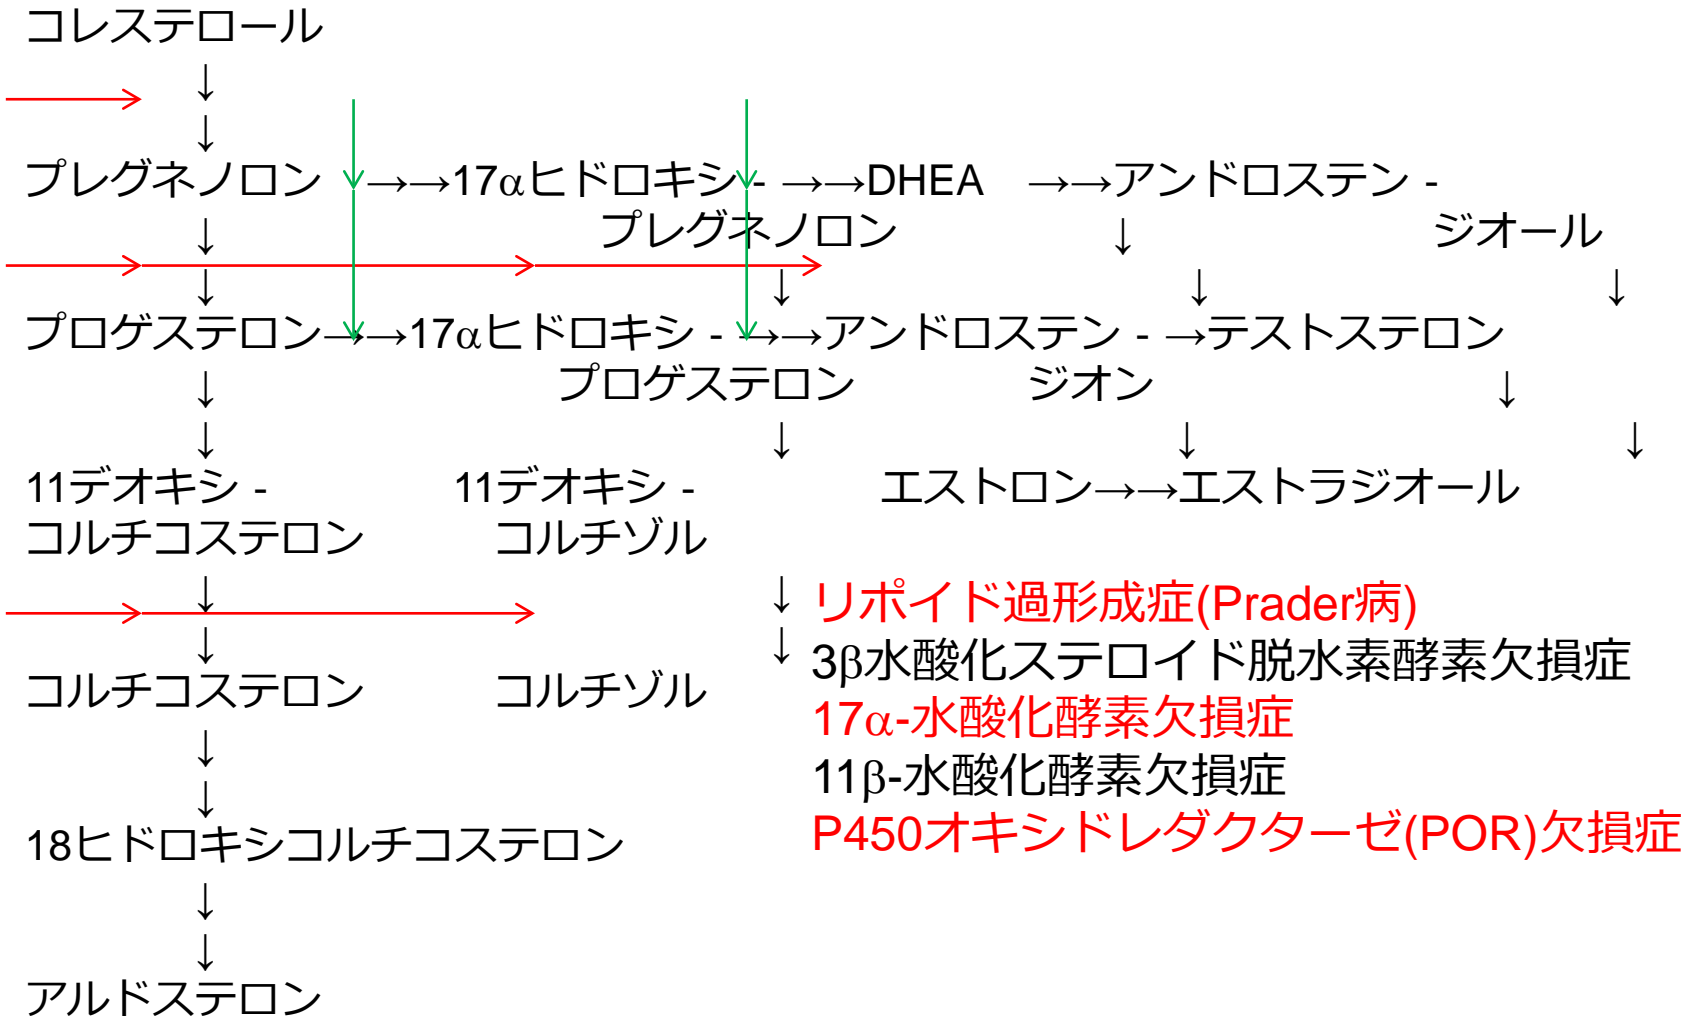 コレステロール
↓
↓
プレグネノロン →→17αヒドロキシ - →→DHEA →→アンドロステン -
↓ プレグネノロン ↓ ジオール
↓ ↓ ↓ ↓
プロゲステロン→→17αヒドロキシ - →→アンドロステン - →テストステロン
↓ プロゲステロン ジオン ↓
↓ ↓ ↓ ↓
11デオキシ - 11デオキシ - エストロン→→エストラジオール
コルチコステロン コルチゾル
↓ ↓ リポイド過形成症(Prader病)
↓ ↓ 3β水酸化ステロイド脱水素酵素欠損症
コルチコステロン コルチゾル 17α-水酸化酵素欠損症
↓ 11β-水酸化酵素欠損症
↓
18ヒドロキシコルチコステロン P450オキシドレダクターゼ(POR)欠損症
↓
↓
アルドステロン